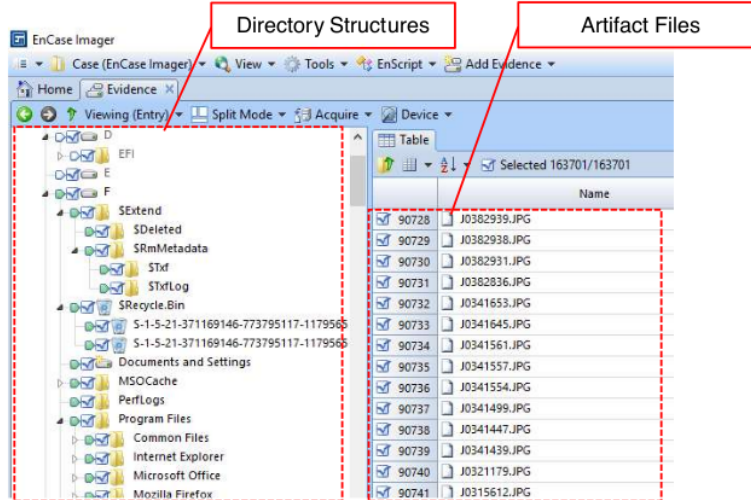 Directory Structures
Artifact Files
EnCase Imager
Case (EnCase Imager) View Tools EnScript Add Evidence
Home Evidence
Viewing (Entry) Split Mode Acquire Device
D
EFI
E
F
$Extend
$Deleted
$RmMetadata
$Txf
$TxfLog
$Recycle.Bin
S-1-5-21-371169146-773795117-1179565
S-1-5-21-371169146-773795117-1179565
Documents and Settings
MSOCache
PerfLogs
Program Files
Common Files
Internet Explorer
Microsoft Office
Mozilla Firefox
Table
Selected 163701/163701
Name
90728 J0382939.JPG
90729 J0382938.JPG
90730 J0382931.JPG
90731 J0382836.JPG
90732 J0341653.JPG
90733 J0341645.JPG
90734 J0341561.JPG
90735 J0341557.JPG
90736 J0341554.JPG
90737 J0341499.JPG
90738 J0341447.JPG
90739 J0341439.JPG
90740 J0321179.JPG
90741 J0315612.JPG